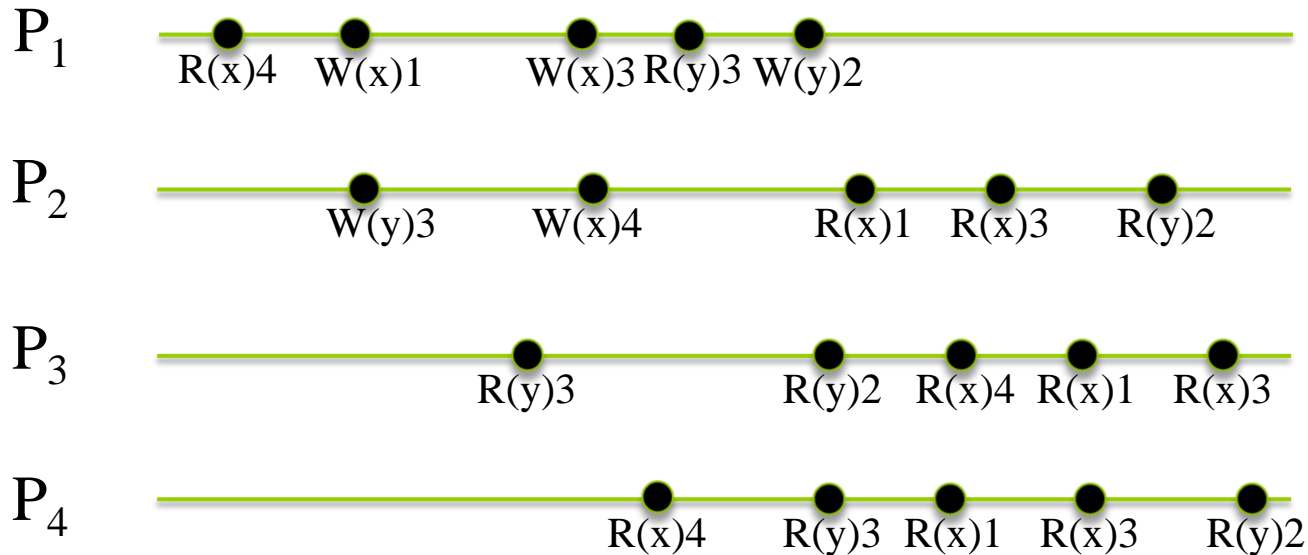 P1
R(x)4 W(x)1 W(x)3 R(y)3 W(y)2
P2
W(y)3 W(x)4 R(x)1 R(x)3 R(y)2
P3
R(y)3 R(y)2 R(x)4 R(x)1 R(x)3
P4
R(x)4 R(y)3 R(x)1 R(x)3 R(y)2